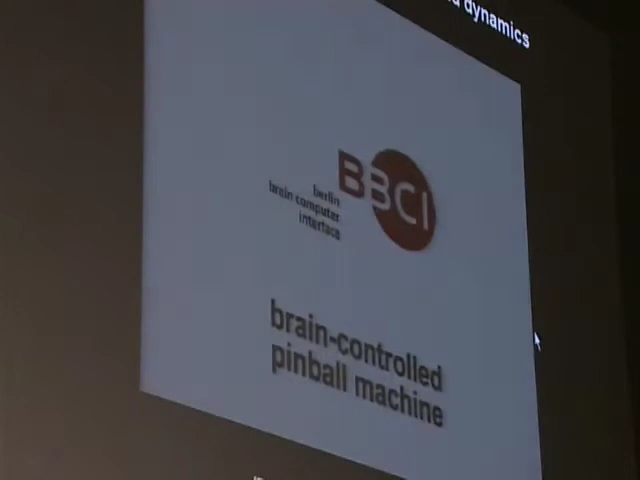 dynamics
BBCI
berlin
brain computer
interface
brain-controlled
pinball machine